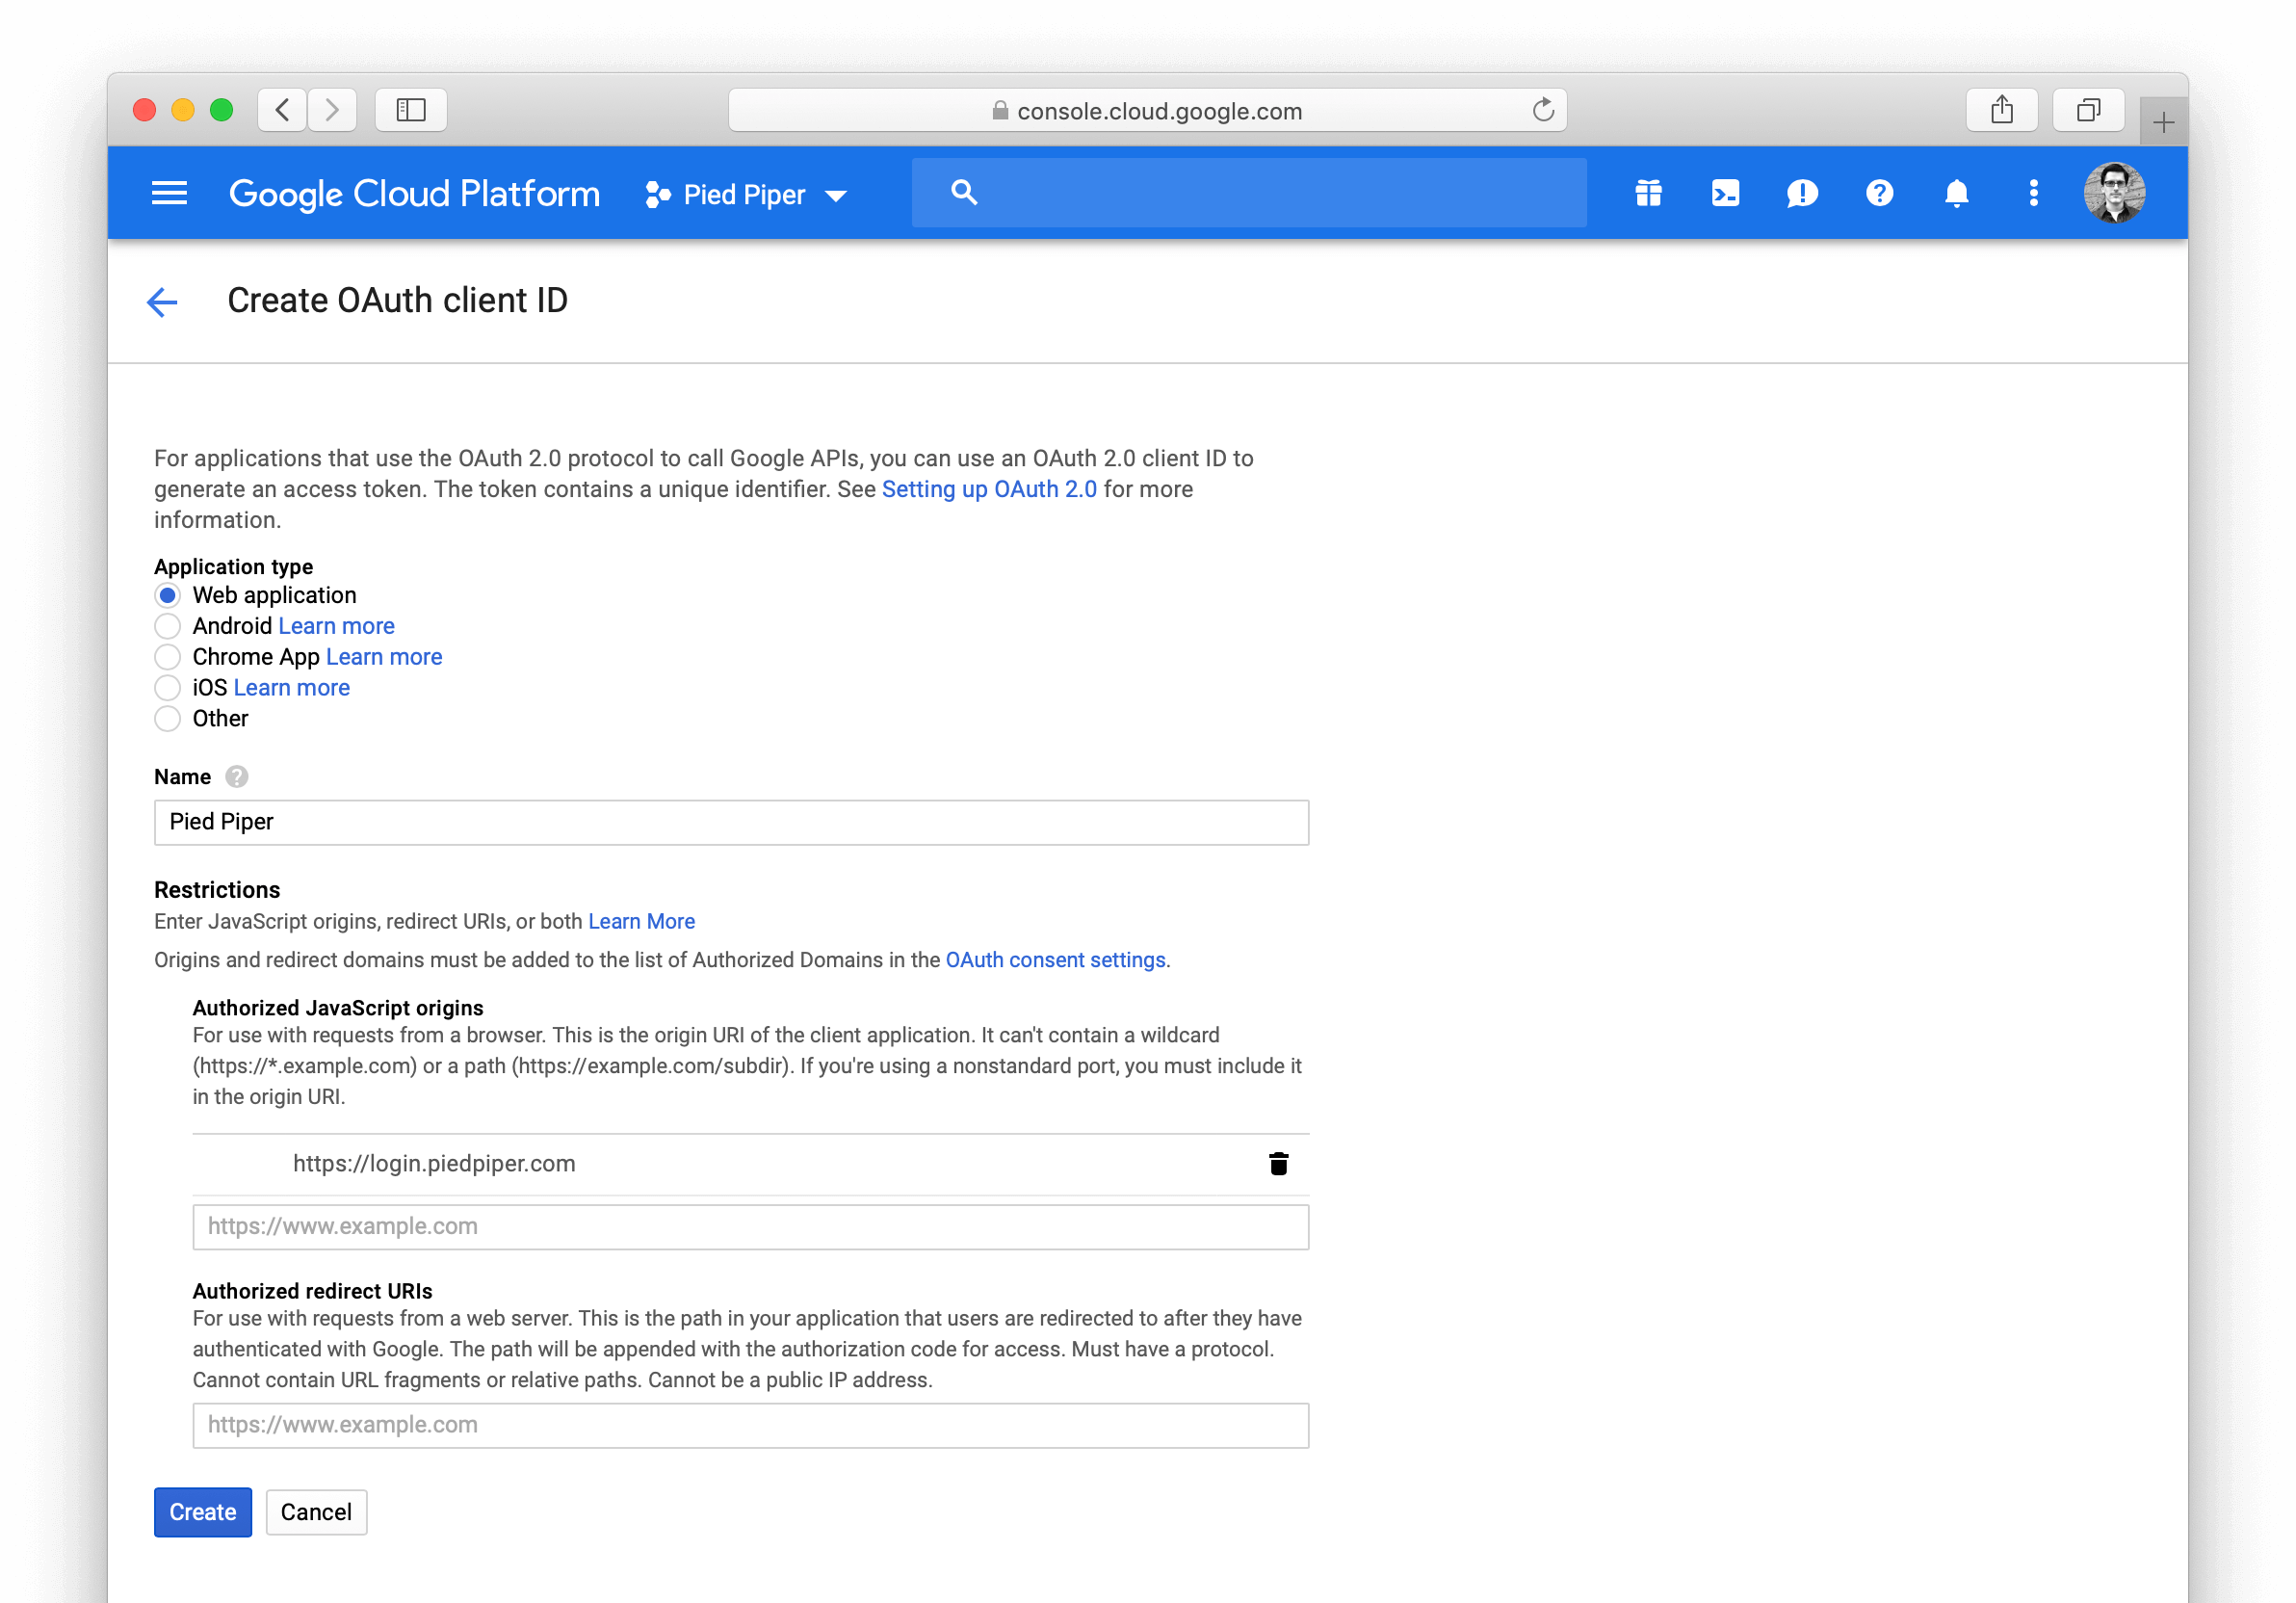 console.cloud.google.com
Google Cloud Platform
Pied Piper
Create OAuth client ID
For applications that use the OAuth 2.0 protocol to call Google APIs, you can use an OAuth 2.0 client ID to
generate an access token. The token contains a unique identifier. See Setting up OAuth 2.0 for more
information.
Application type
Web application
Android Learn more
Chrome App Learn more
iOS Learn more
Other
Name
Pied Piper
Restrictions
Enter JavaScript origins, redirect URIs, or both Learn More
Origins and redirect domains must be added to the list of Authorized Domains in the OAuth consent settings.
Authorized JavaScript origins
For use with requests from a browser. This is the origin URI of the client application. It can't contain a wildcard
(https://*.example.com) or a path (https://example.com/subdir). If you're using a nonstandard port, you must include it
in the origin URI.
https://login.piedpiper.com
https://www.example.com
Authorized redirect URIs
For use with requests from a web server. This is the path in your application that users are redirected to after they have
authenticated with Google. The path will be appended with the authorization code for access. Must have a protocol.
Cannot contain URL fragments or relative paths. Cannot be a public IP address.
https://www.example.com
Create Cancel